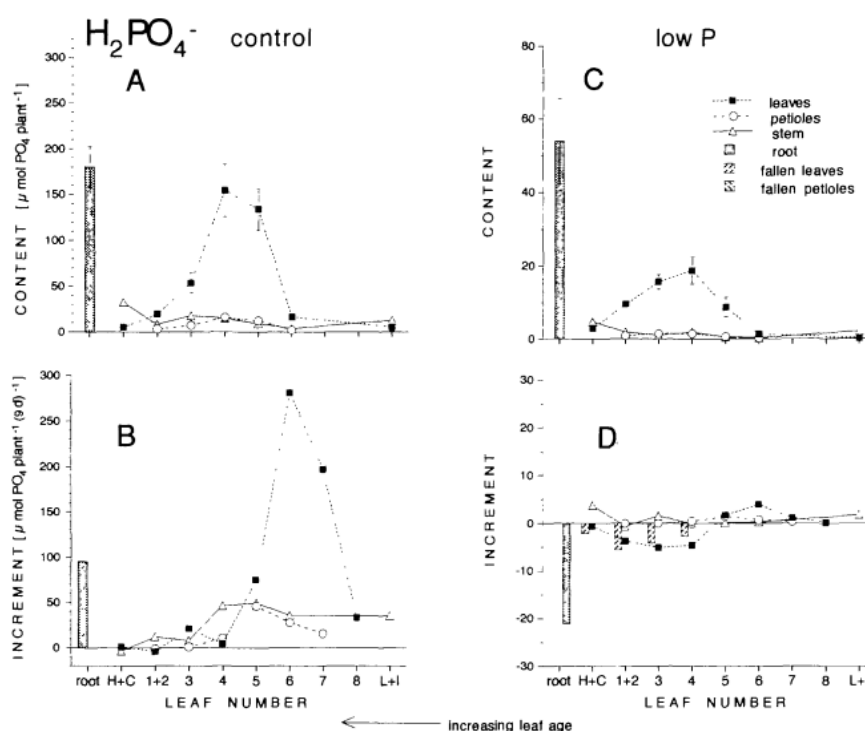 H₂PO₄⁻ control
low P
A
CONTENT [ µ mol PO₄ plant⁻¹ ]
300
250
200
150
100
50
0
C
CONTENT
80
60
40
20
0
leaves
petioles
stem
root
fallen leaves
fallen petioles
B
INCREMENT [ µ mol PO₄ plant⁻¹ (9d)⁻¹ ]
300
250
200
150
100
50
0
root H+C 1+2 3 4 5 6 7 8 L+I
LEAF NUMBER
D
INCREMENT
30
20
10
0
-10
-20
-30
root H+C 1+2 3 4 5 6 7 8 L+
LEAF NUMBER
increasing leaf age